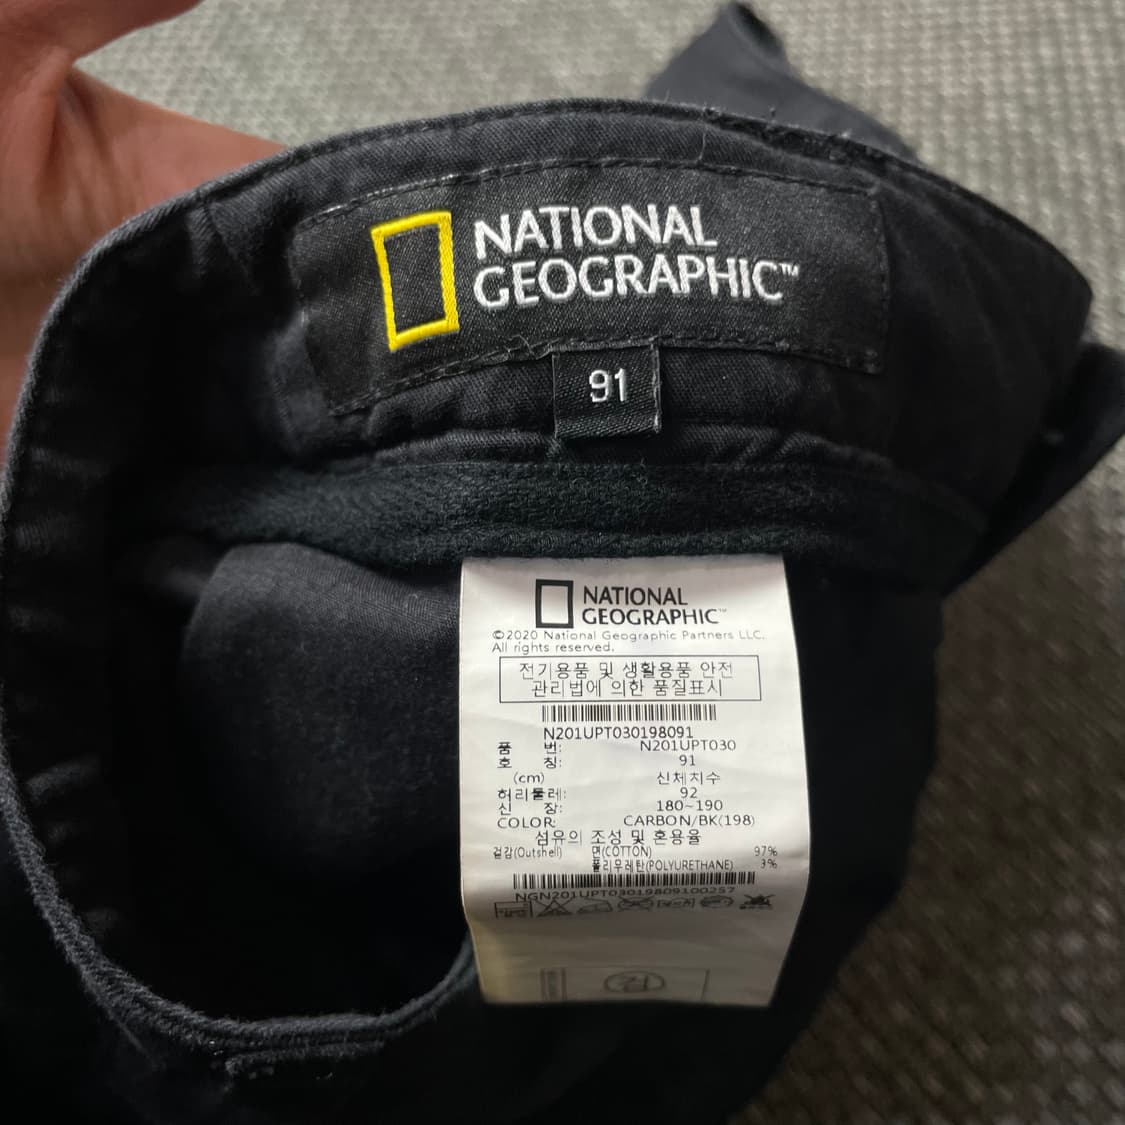 NATIONAL
GEOGRAPHIC™
91
NATIONAL
GEOGRAPHIC™
©2020 National Geographic Partners LLC.
All rights reserved.
전기용품 및 생활용품 안전
관리법에 의한 품질표시
N201UPT030198091
품 번: N201UPT030
호 칭: 91
(cm) 신체치수
허리둘레: 92
신 장: 180~190
COLOR: CARBON/BK(198)
섬유의 조성 및 혼용율
겉감(Outshell) 면(COTTON) 97%
폴리우레탄(POLYURETHANE) 3%
NGN201UPT03019809100257